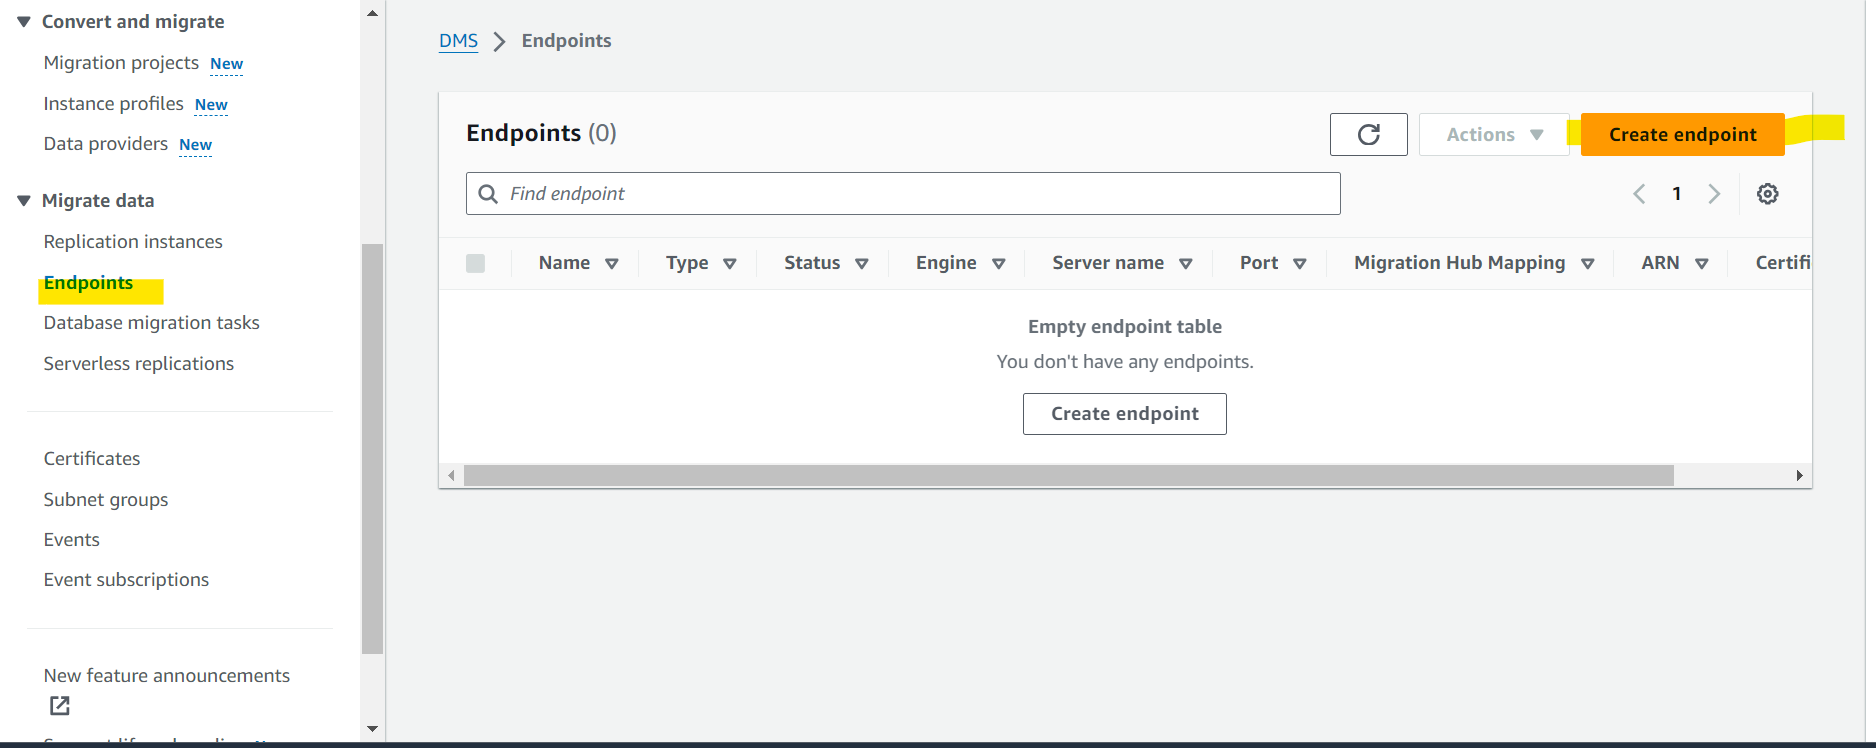 Convert and migrate
Migration projects New
Instance profiles New
Data providers New
Migrate data
Replication instances
Endpoints
Database migration tasks
Serverless replications
Certificates
Subnet groups
Events
Event subscriptions
New feature announcements
DMS > Endpoints
Endpoints (0)
Actions
Create endpoint
Find endpoint
1
Name Type Status Engine Server name Port Migration Hub Mapping ARN Certifi
Empty endpoint table
You don't have any endpoints.
Create endpoint